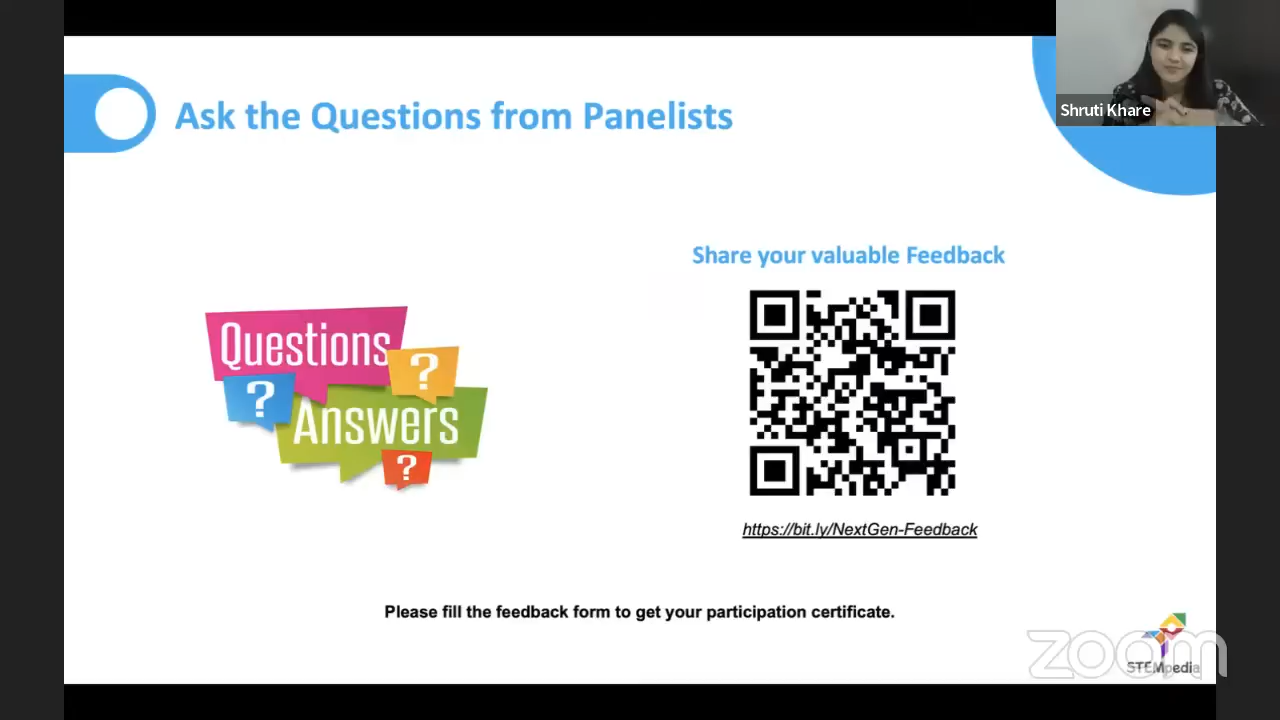 Shruti Khare
Ask the Questions from Panelists
Share your valuable Feedback
Questions
?
?
Answers
?
https://bit.ly/NextGen-Feedback
Please fill the feedback form to get your participation certificate.
zoom
STEMpedia